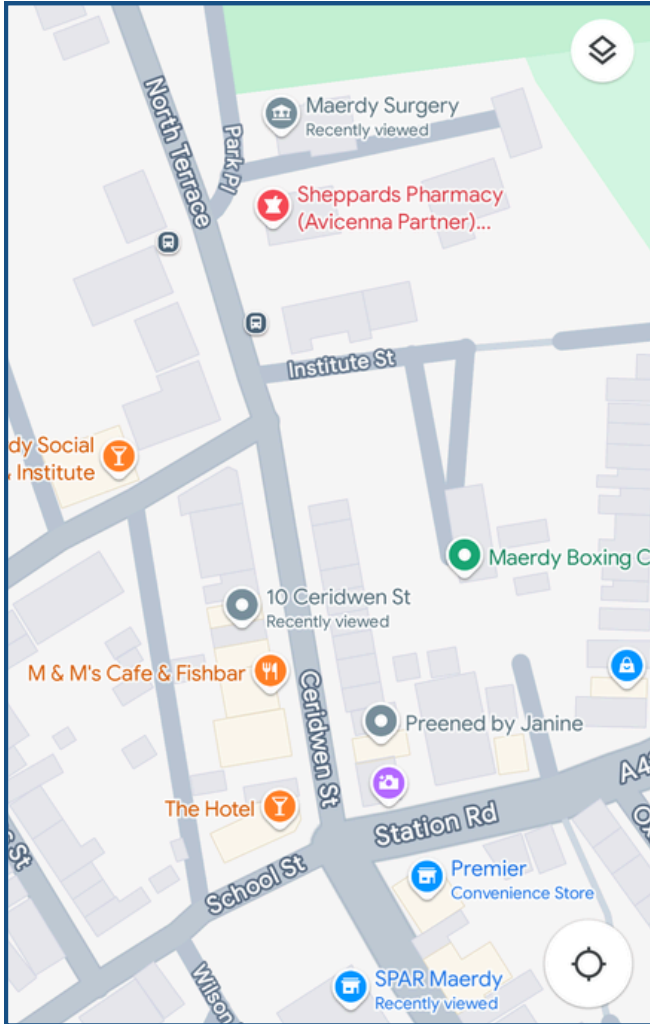 North Terrace
Park Pl
Maerdy Surgery
Recently viewed
Sheppards Pharmacy
(Avicenna Partner)...
Institute St
dy Social
Institute
Maerdy Boxing C
10 Ceridwen St
Recently viewed
M & M's Cafe & Fishbar
Ceridwen St
Preened by Janine
The Hotel
Station Rd
A4
School St
St
Premier
Convenience Store
Wilson
SPAR Maerdy
Recently viewed